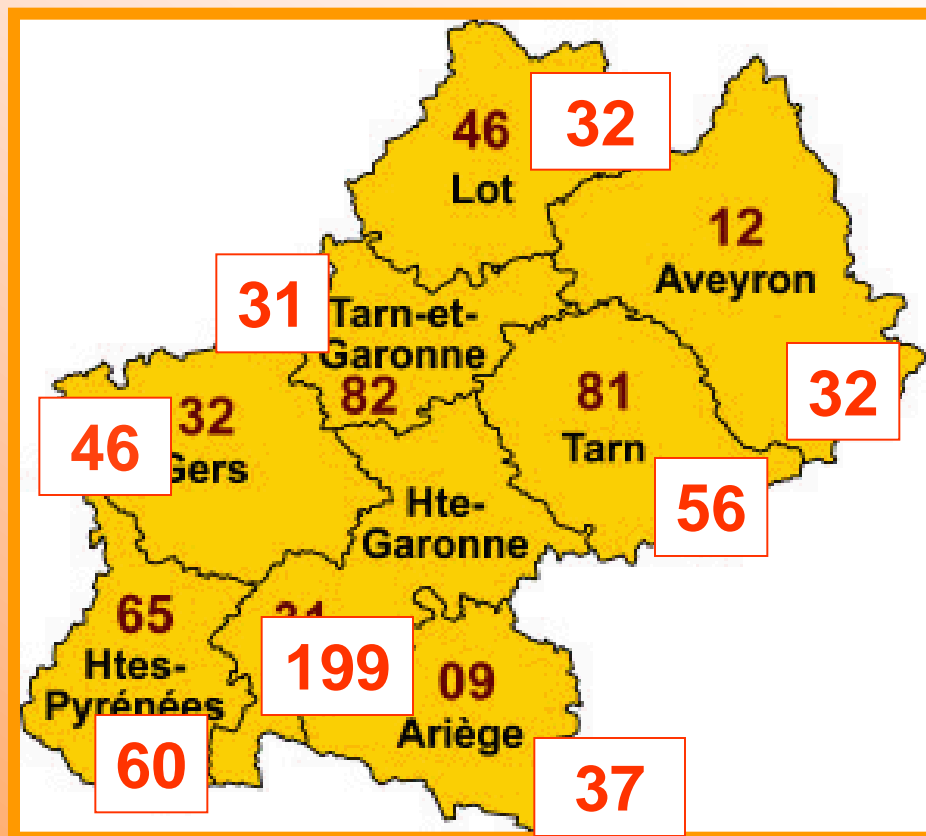 46
Lot
32
12
Aveyron
31
Tarn-et-
Garonne
82
32
81
Tarn
32
46
Gers
56
Hte-
Garonne
65
Htes-
Pyrénées
60
31
199
09
Ariège
37